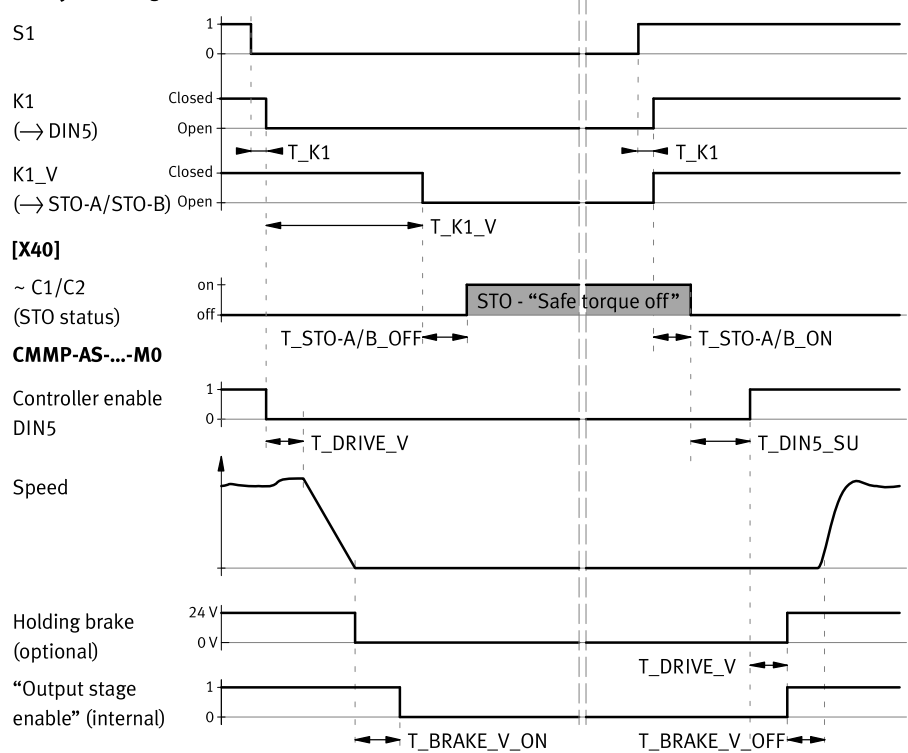 S1
1
0
K1
(→ DIN5)
Closed
Open
T_K1
T_K1
K1_V
(→ STO-A/STO-B)
Closed
Open
T_K1_V
[X40]
~ C1/C2
(STO status)
on
off
STO - “Safe torque off”
T_STO-A/B_OFF
T_STO-A/B_ON
CMMP-AS-...-M0
Controller enable
DIN5
1
0
T_DRIVE_V
T_DIN5_SU
Speed
Holding brake
(optional)
24 V
0 V
T_DRIVE_V
“Output stage
enable” (internal)
1
0
T_BRAKE_V_ON
T_BRAKE_V_OFF